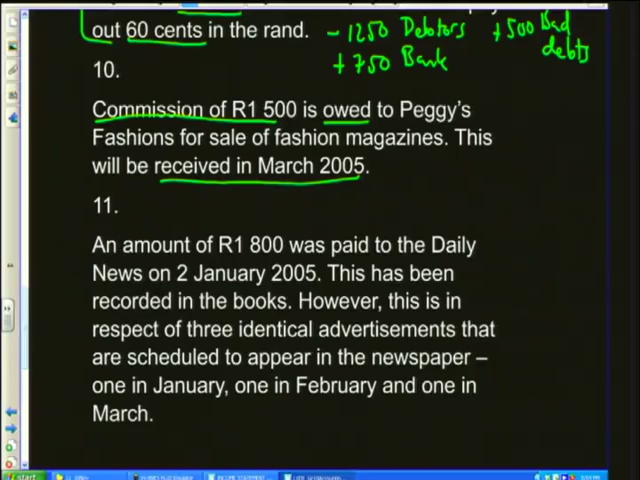 out 60 cents in the rand. - 1250 Debtors + 500 Bad debts
+ 750 Bank
10.
Commission of R1 500 is owed to Peggy's
Fashions for sale of fashion magazines. This
will be received in March 2005.
11.
An amount of R1 800 was paid to the Daily
News on 2 January 2005. This has been
recorded in the books. However, this is in
respect of three identical advertisements that
are scheduled to appear in the newspaper –
one in January, one in February and one in
March.
start